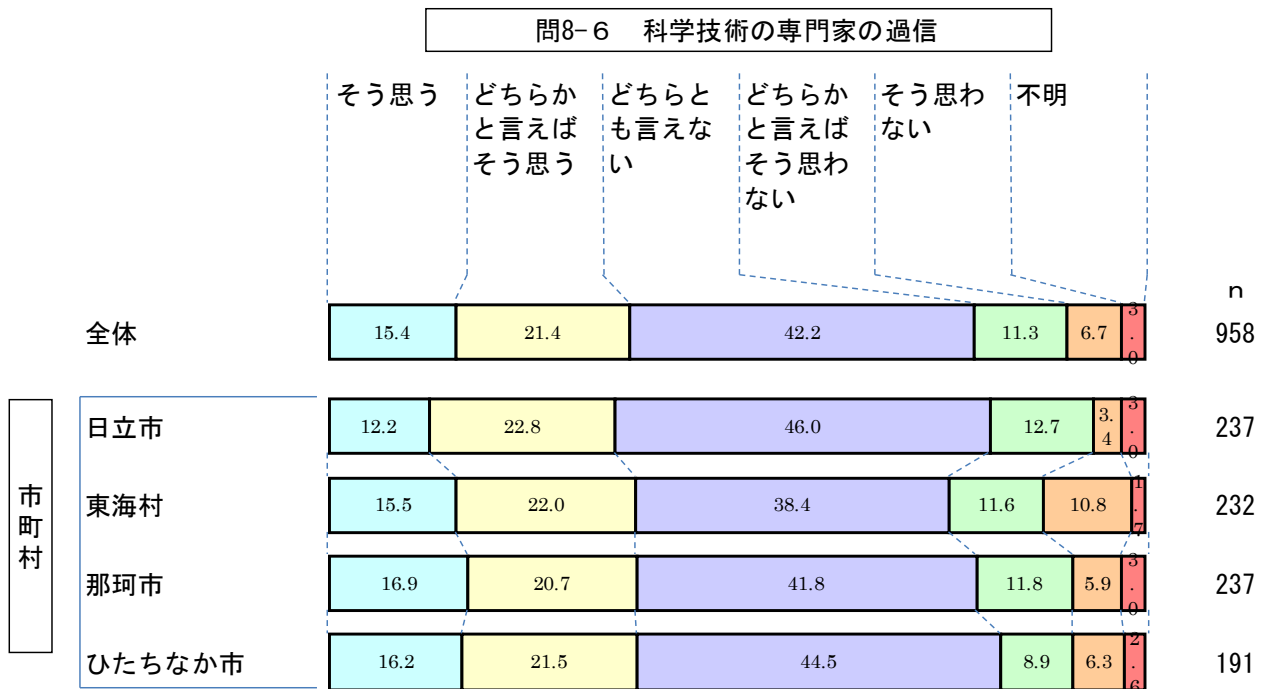 問8-６　科学技術の専門家の過信
そう思う
どちらか
と言えば
そう思う
どちらと
も言えな
い
どちらか
と言えば
そう思わ
ない
そう思わ
ない
不明
n
全体
15.4
21.4
42.2
11.3
6.7
3.0
958
市町村
日立市
12.2
22.8
46.0
12.7
3.4
3.0
237
東海村
15.5
22.0
38.4
11.6
10.8
1.7
232
那珂市
16.9
20.7
41.8
11.8
5.9
3.0
237
ひたちなか市
16.2
21.5
44.5
8.9
6.3
2.6
191